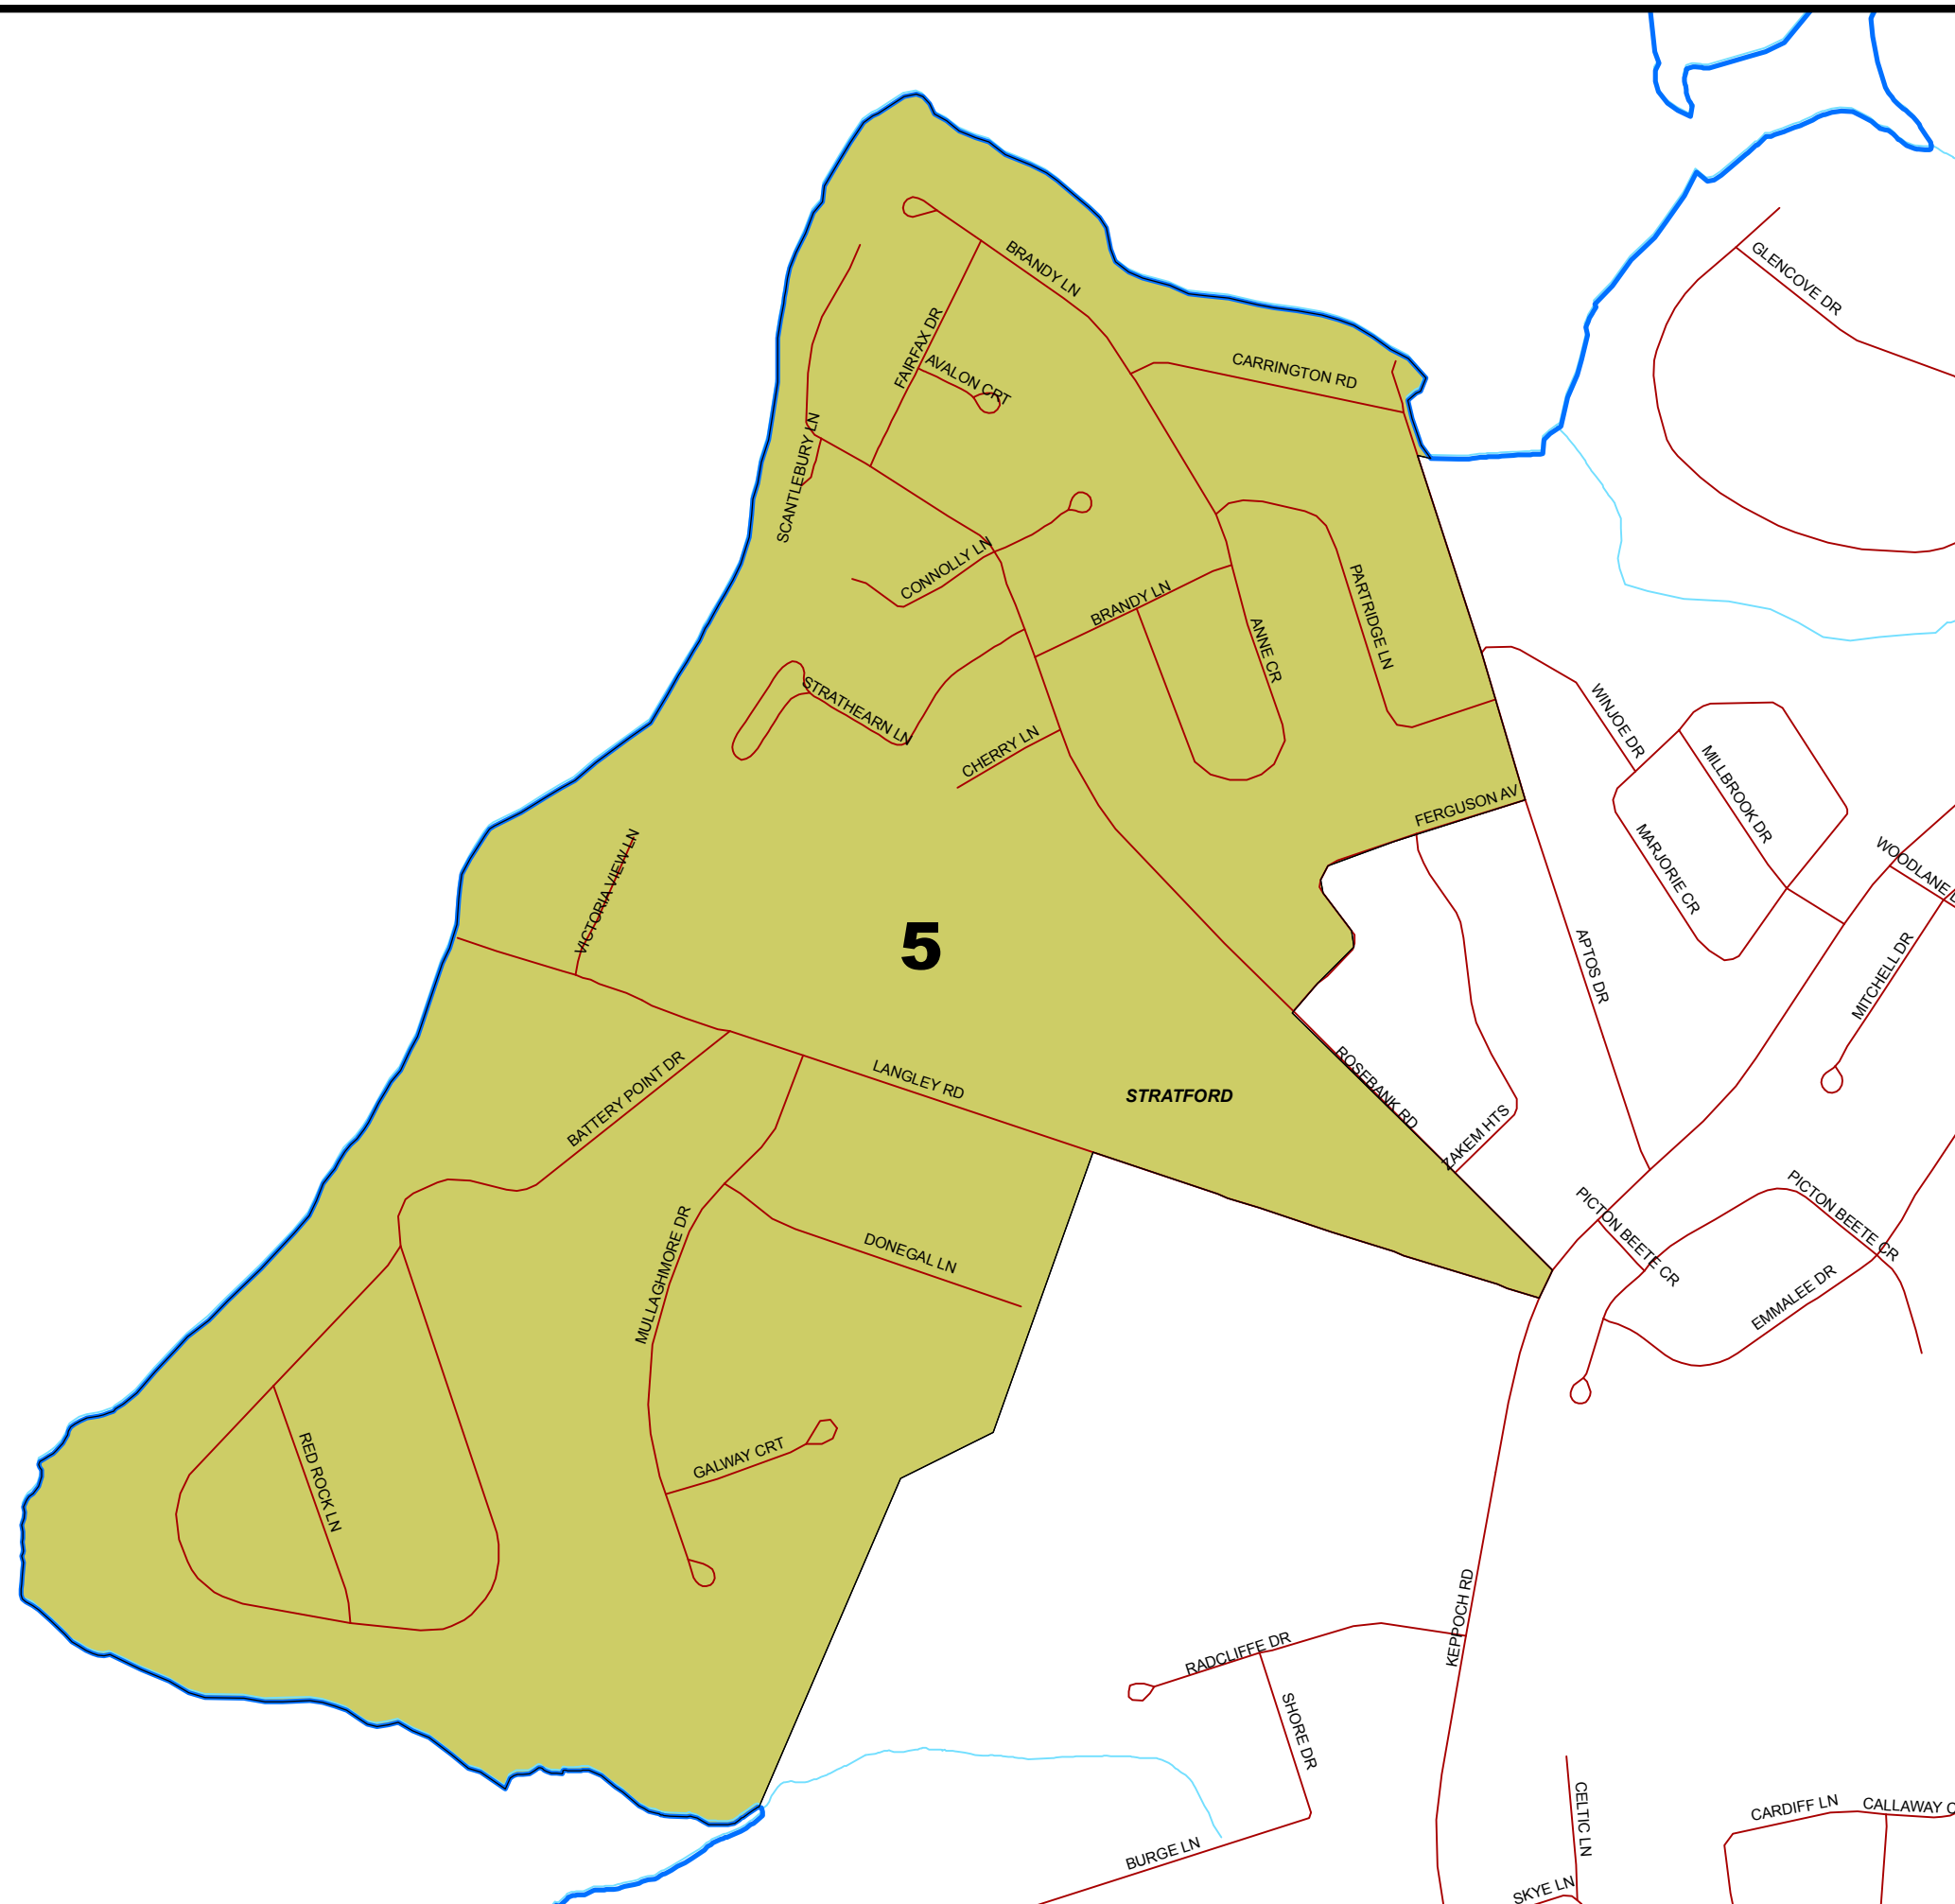 BRANDY LN
GLENCOVE DR
FAIRFAX DR
AVALON CRT
CARRINGTON RD
SCANTLEBURY LN
CONNOLLY LN
BRANDY LN
PARTRIDGE LN
ANNE CR
STRATHEARN LN
CHERRY LN
WINJOE DR
MILLBROOK DR
FERGUSON AV
MARJORIE CR
WOODLANE
VICTORIA VIEW LN
5
APTOS DR
MITCHELL DR
BATTERY POINT DR
LANGLEY RD
STRATFORD
ROSEBANK RD
ZAKEM HTS
PICTON BEETE CR
PICTON BEETE CR
MULLAGHMORE DR
DONEGAL LN
EMMALEE DR
RED ROCK LN
GALWAY CRT
KEPPOCH RD
RADCLIFFE DR
SHORE DR
CELTIC LN
CARDIFF LN
CALLAWAY C
BURGE LN
SKYE LN